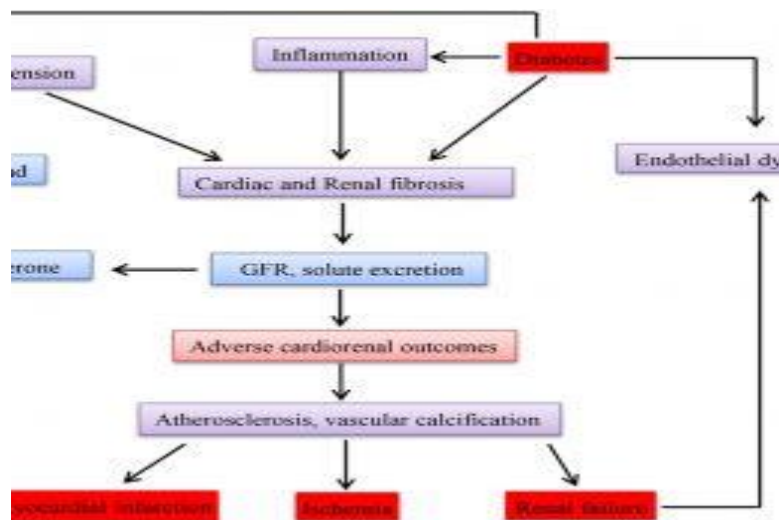 Inflammation
Diabetes
ension
Endothelial dy
nd
Cardiac and Renal fibrosis
erone
GFR, solute excretion
Adverse cardiorenal outcomes
Atherosclerosis, vascular calcification
yocardial infarction
Ischemia
Renal failure